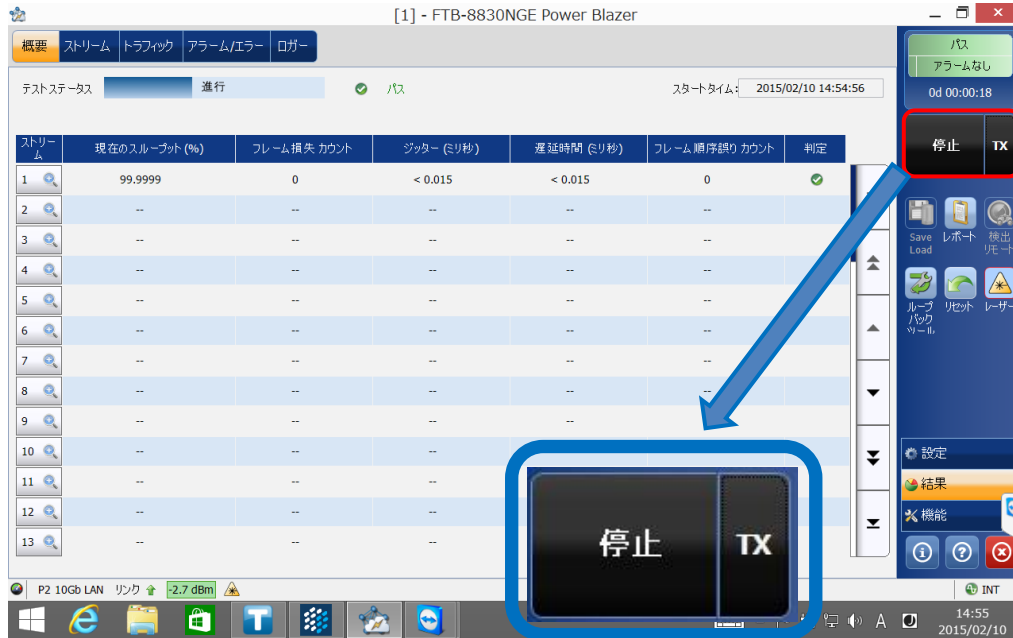 [1] - FTB-8830NGE Power Blazer
概要 ストリーム トラフィック アラーム/エラー ロガー
パス
アラームなし
0d 00:00:18
テストステータス 進行 パス スタートタイム: 2015/02/10 14:54:56
停止 TX
ストリーム 現在のスループット (%) フレーム損失 カウント ジッター (ミリ秒) 遅延時間 (ミリ秒) フレーム順序誤り カウント 判定
1 99.9999 0 < 0.015 < 0.015 0
2 -- -- -- -- --
3 -- -- -- -- --
4 -- -- -- -- --
5 -- -- -- -- --
6 -- -- -- -- --
7 -- -- -- -- --
8 -- -- -- -- --
9 -- -- -- --
10 -- -- --
11 -- -- --
12 -- -- --
13 -- -- --
Save Load
レポート
検出 リモート
ループバック ツール
リセット
レーザー
停止 TX
設定
結果
機能
P2 10Gb LAN リンク -2.7 dBm INT
A 14:55
2015/02/10